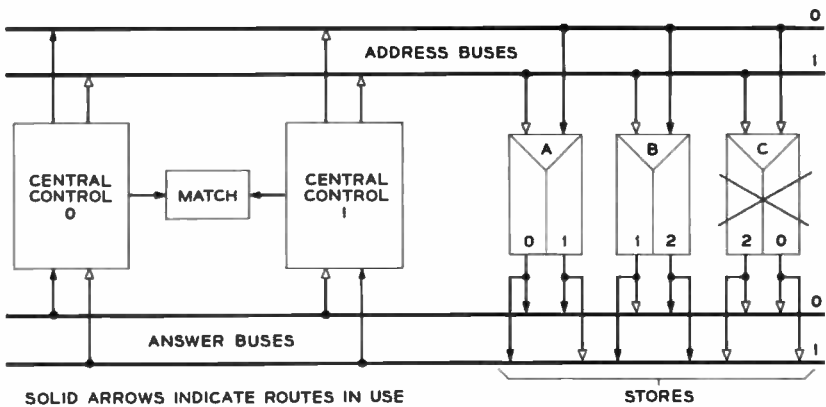 0
ADDRESS BUSES
1
A
B
C
CENTRAL
CONTROL
0
MATCH
CENTRAL
CONTROL
1
0 1
1 2
2 0
0
ANSWER BUSES
1
SOLID ARROWS INDICATE ROUTES IN USE
STORES